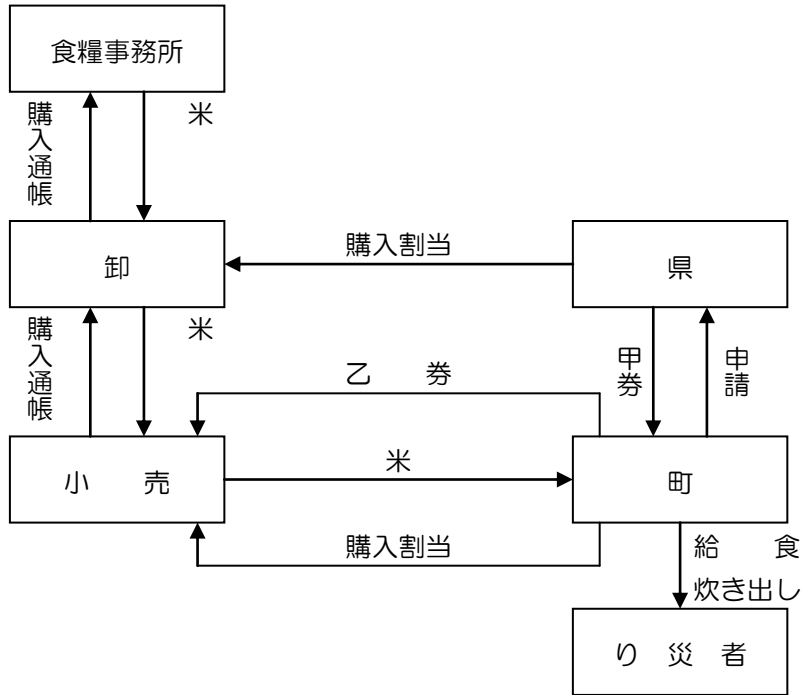 食糧事務所
購入通帳
米
卸
購入割当
県
購入通帳
米
甲券
申請
乙　券
小　売
米
町
購入割当
給　食
炊き出し
り　災　者